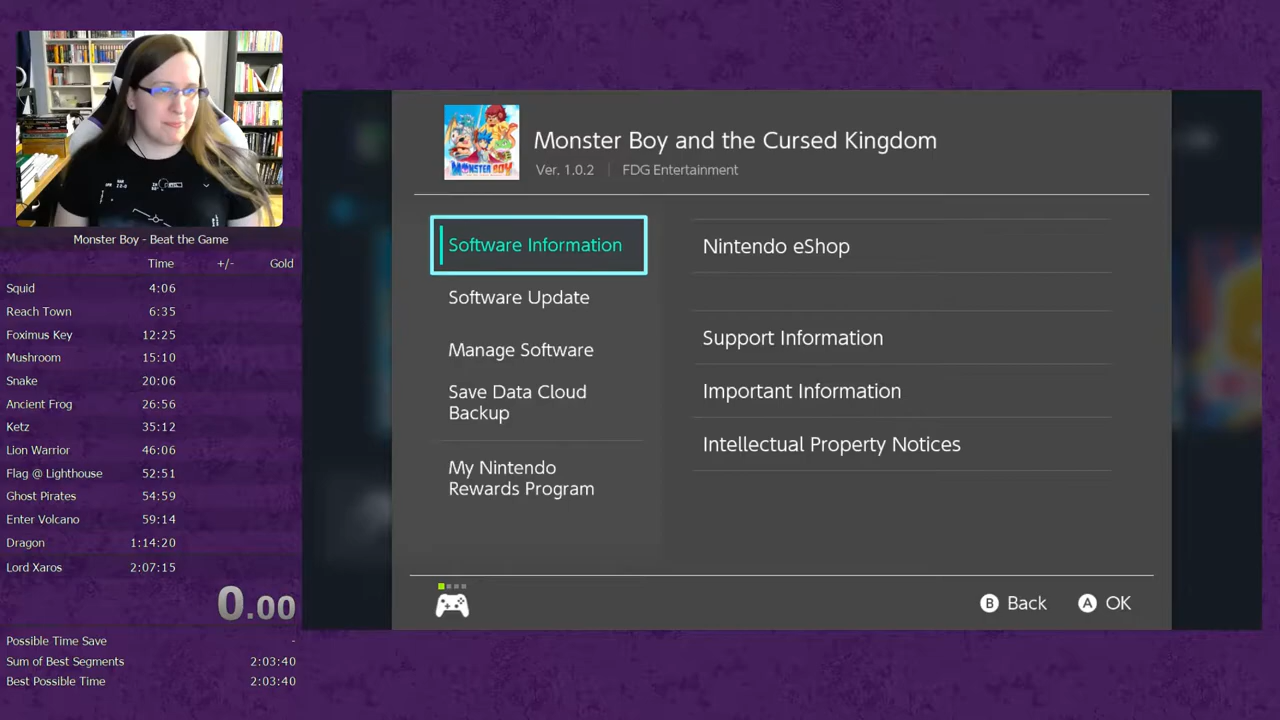 Monster Boy - Beat the Game
Time +/- Gold
Squid 4:06
Reach Town 6:35
Foximus Key 12:25
Mushroom 15:10
Snake 20:06
Ancient Frog 26:56
Ketz 35:12
Lion Warrior 46:06
Flag @ Lighthouse 52:51
Ghost Pirates 54:59
Enter Volcano 59:14
Dragon 1:14:20
Lord Xaros 2:07:15
0.00
Possible Time Save -
Sum of Best Segments 2:03:40
Best Possible Time 2:03:40
MONSTER BOY
Monster Boy and the Cursed Kingdom
Ver. 1.0.2 | FDG Entertainment
Software Information
Software Update
Manage Software
Save Data Cloud
Backup
My Nintendo
Rewards Program
Nintendo eShop
Support Information
Important Information
Intellectual Property Notices
B Back A OK